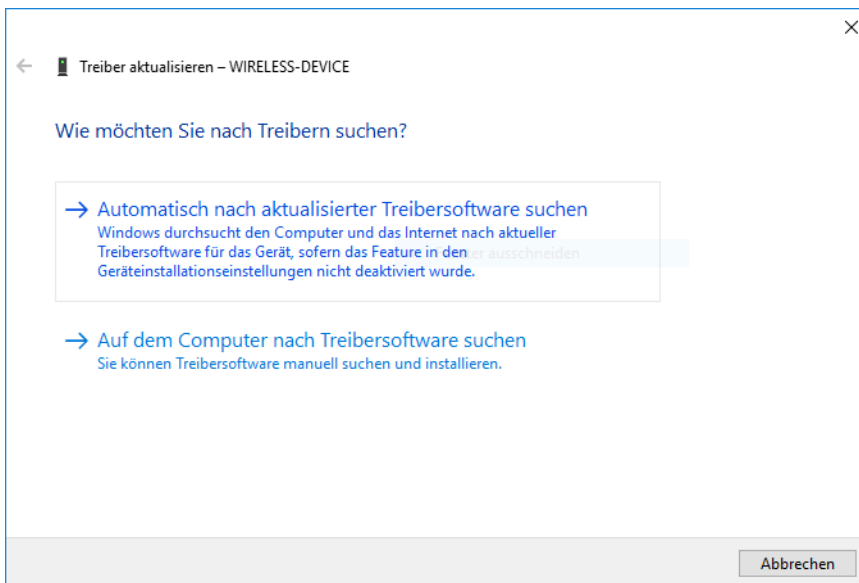 Treiber aktualisieren – WIRELESS-DEVICE
Wie möchten Sie nach Treibern suchen?
Automatisch nach aktualisierter Treibersoftware suchen
Windows durchsucht den Computer und das Internet nach aktueller
Treibersoftware für das Gerät, sofern das Feature in den
ausschneiden
Geräteinstallationseinstellungen nicht deaktiviert wurde.
Auf dem Computer nach Treibersoftware suchen
Sie können Treibersoftware manuell suchen und installieren.
Abbrechen